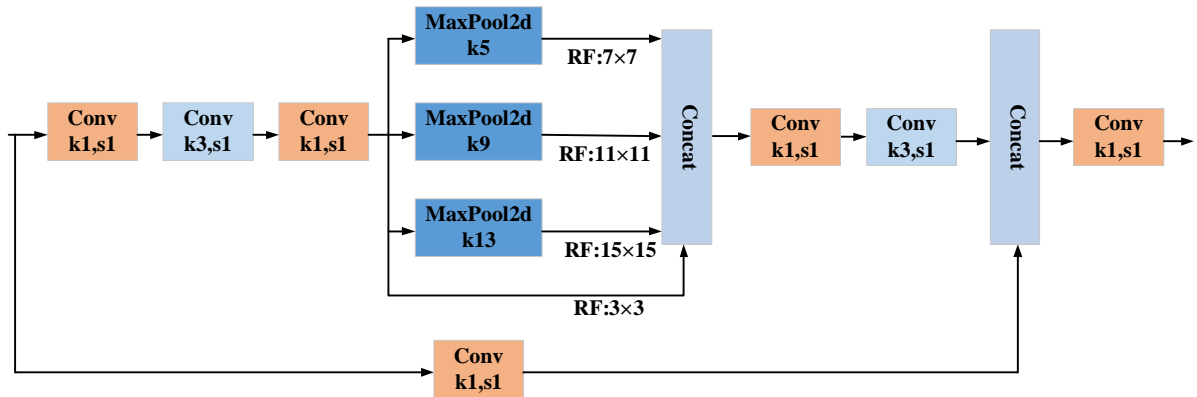 MaxPool2d
k5
RF:7×7
Conv
k1,s1
Conv
k3,s1
Conv
k1,s1
MaxPool2d
k9
RF:11×11
Concat
Conv
k1,s1
Conv
k3,s1
Concat
Conv
k1,s1
MaxPool2d
k13
RF:15×15
RF:3×3
Conv
k1,s1